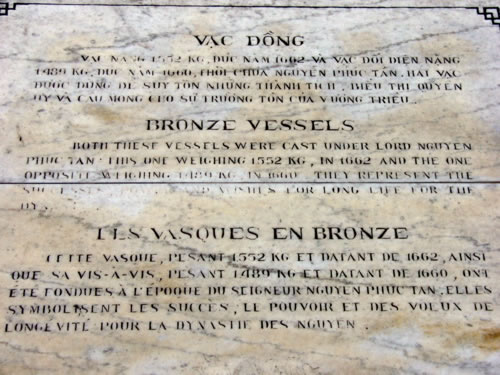 VẠC ĐỒNG
VẠC NẶNG 1552 KG, ĐÚC NĂM 1662 VÀ VẠC ĐỐI DIỆN NẶNG
1489 KG, ĐÚC NĂM 1660, THỜI CHÚA NGUYỄN PHÚC TẦN. HAI VẠC
ĐƯỢC DÙNG ĐỂ SUY TÔN NHỮNG THÀNH TÍCH, BIỂU THỊ QUYỀN
UY VÀ CẦU MONG CHO SỰ TRƯỜNG TỒN CỦA VƯƠNG TRIỀU.
BRONZE VESSELS
BOTH THESE VESSELS WERE CAST UNDER LORD NGUYEN
PHUC TAN: THIS ONE WEIGHING 1552 KG, IN 1662 AND THE ONE
OPPOSITE WEIGHING 1489 KG, IN 1660. THEY REPRESENT THE
WISHES FOR LONG LIFE FOR THE
LES VASQUES EN BRONZE
CETTE VASQUE, PESANT 1552 KG ET DATANT DE 1662, AINSI
QUE SA VIS-À-VIS, PESANT 1489 KG ET DATANT DE 1660, ONT
ÉTÉ FONDUES À L'ÉPOQUE DU SEIGNEUR NGUYEN PHUC TAN. ELLES
SYMBOLISENT LES SUCCÈS, LE POUVOIR ET DES VOEUX DE
LONGÉVITÉ POUR LA DYNASTIE DES NGUYEN.